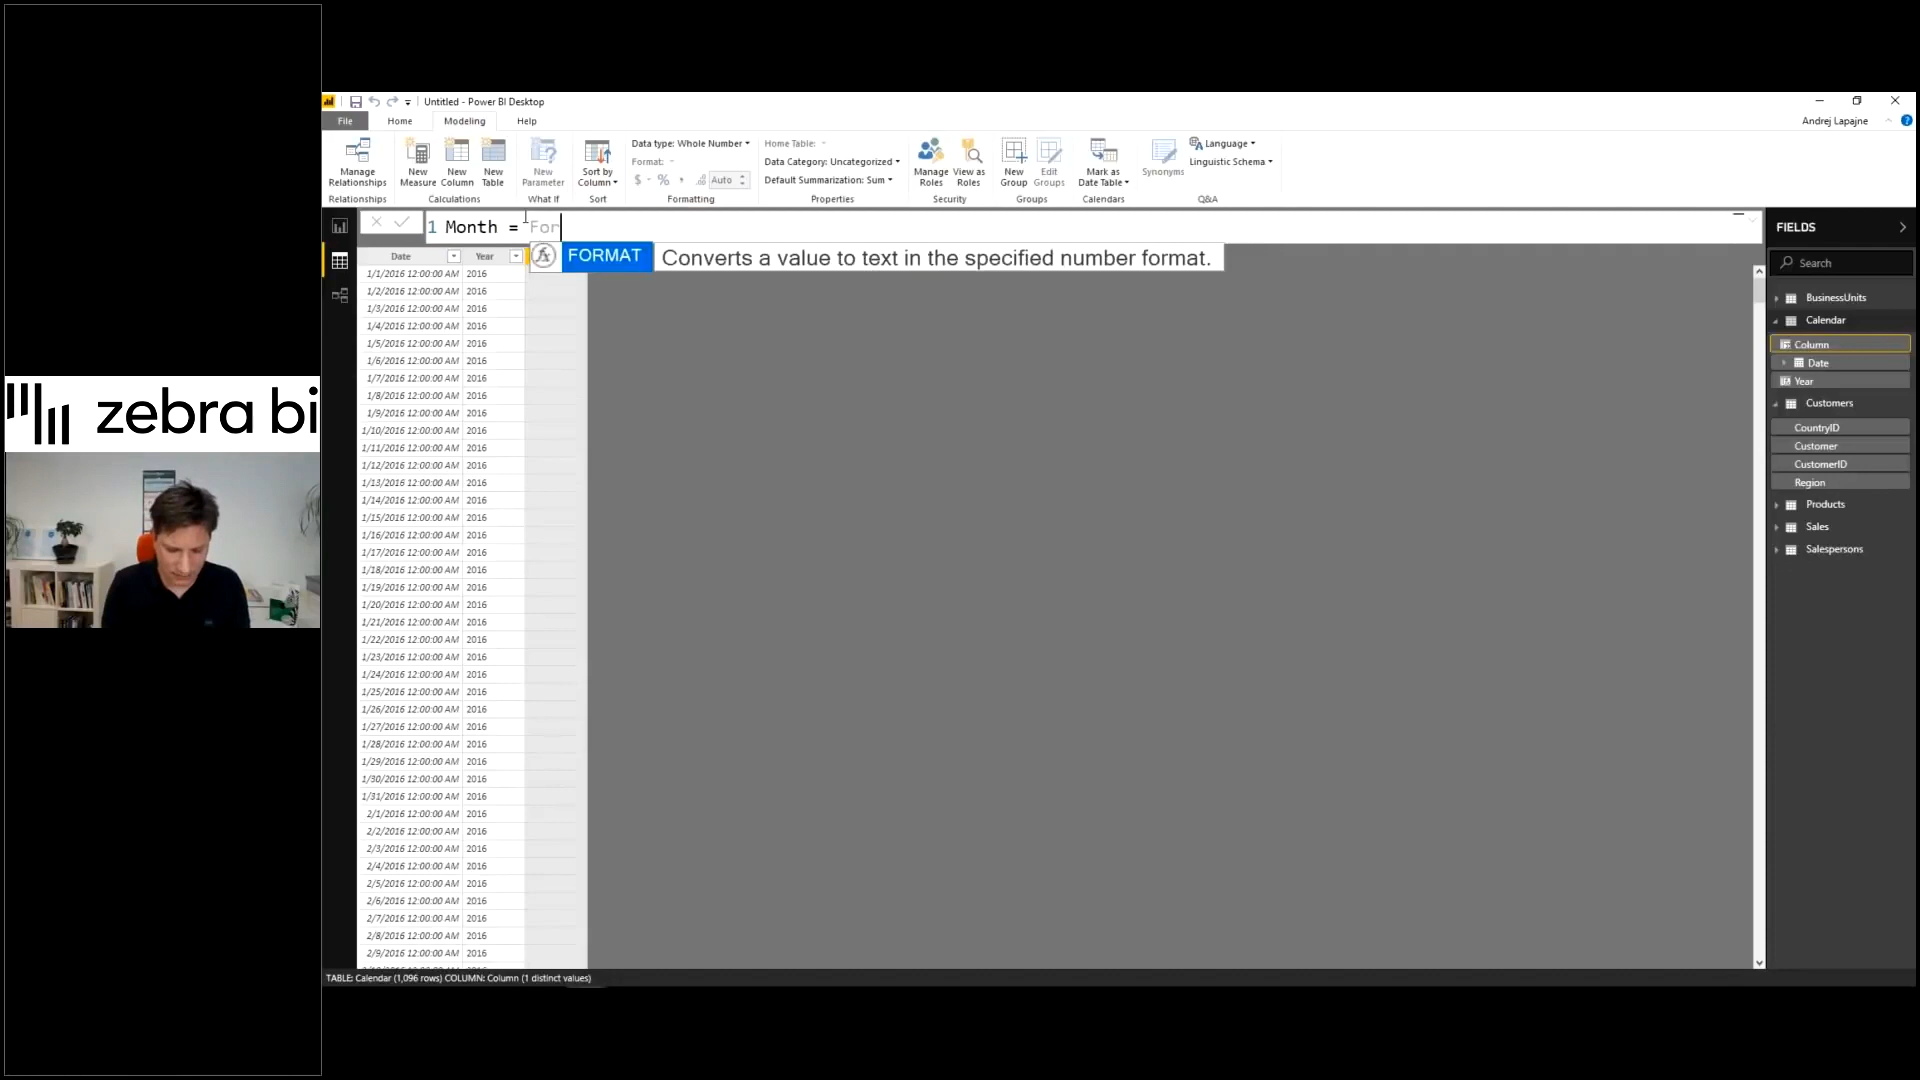 Untitled - Power BI Desktop
File Home Modeling Help
Andrej Lapajne
Manage Relationships
Relationships
New Measure
New Column
New Table
Calculations
New Parameter
What If
Sort by Column
Sort
Data type: Whole Number
Format:
$ % , Auto
Formatting
Home Table:
Data Category: Uncategorized
Default Summarization: Sum
Properties
Manage Roles
View as Roles
Security
New Group
Edit Groups
Groups
Mark as Date Table
Calendars
Synonyms
Language
Linguistic Schema
Q&A
1 Month = For
FORMAT Converts a value to text in the specified number format.
Date Year
1/1/2016 12:00:00 AM 2016
1/2/2016 12:00:00 AM 2016
1/3/2016 12:00:00 AM 2016
1/4/2016 12:00:00 AM 2016
1/5/2016 12:00:00 AM 2016
1/6/2016 12:00:00 AM 2016
1/7/2016 12:00:00 AM 2016
1/8/2016 12:00:00 AM 2016
1/9/2016 12:00:00 AM 2016
1/10/2016 12:00:00 AM 2016
1/11/2016 12:00:00 AM 2016
1/12/2016 12:00:00 AM 2016
1/13/2016 12:00:00 AM 2016
1/14/2016 12:00:00 AM 2016
1/15/2016 12:00:00 AM 2016
1/16/2016 12:00:00 AM 2016
1/17/2016 12:00:00 AM 2016
1/18/2016 12:00:00 AM 2016
1/19/2016 12:00:00 AM 2016
1/20/2016 12:00:00 AM 2016
1/21/2016 12:00:00 AM 2016
1/22/2016 12:00:00 AM 2016
1/23/2016 12:00:00 AM 2016
1/24/2016 12:00:00 AM 2016
1/25/2016 12:00:00 AM 2016
1/26/2016 12:00:00 AM 2016
1/27/2016 12:00:00 AM 2016
1/28/2016 12:00:00 AM 2016
1/29/2016 12:00:00 AM 2016
1/30/2016 12:00:00 AM 2016
1/31/2016 12:00:00 AM 2016
2/1/2016 12:00:00 AM 2016
2/2/2016 12:00:00 AM 2016
2/3/2016 12:00:00 AM 2016
2/4/2016 12:00:00 AM 2016
2/5/2016 12:00:00 AM 2016
2/6/2016 12:00:00 AM 2016
2/7/2016 12:00:00 AM 2016
2/8/2016 12:00:00 AM 2016
2/9/2016 12:00:00 AM 2016
TABLE: Calendar (1,096 rows) COLUMN: Column (1 distinct values)
FIELDS
Search
BusinessUnits
Calendar
Column
Date
Year
Customers
CountryID
Customer
CustomerID
Region
Products
Sales
Salespersons
zebra bi